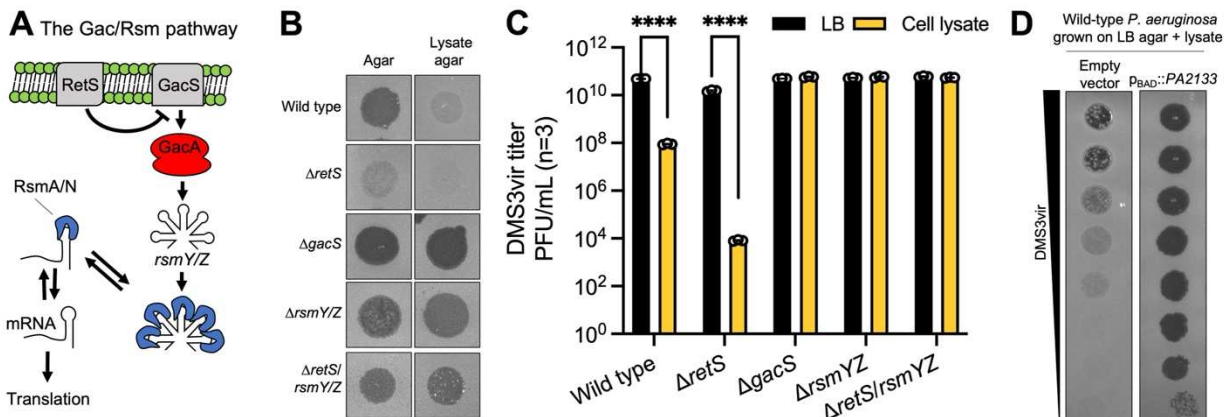 A The Gac/Rsm pathway
RetS
GacS
GacA
RsmA/N
rsmY/Z
mRNA
Translation
B
Agar
Lysate
agar
Wild type
ΔretS
ΔgacS
ΔrsmY/Z
ΔretS/
rsmY/Z
C
LB
Cell lysate
****
****
DMS3vir titer
PFU/mL (n=3)
10¹²
10¹⁰
10⁸
10⁶
10⁴
10²
10⁰
Wild type
ΔretS
ΔgacS
ΔrsmYZ
ΔretS/rsmYZ
D
Wild-type P. aeruginosa
grown on LB agar + lysate
Empty
vector
pBAD::PA2133
DMS3vir